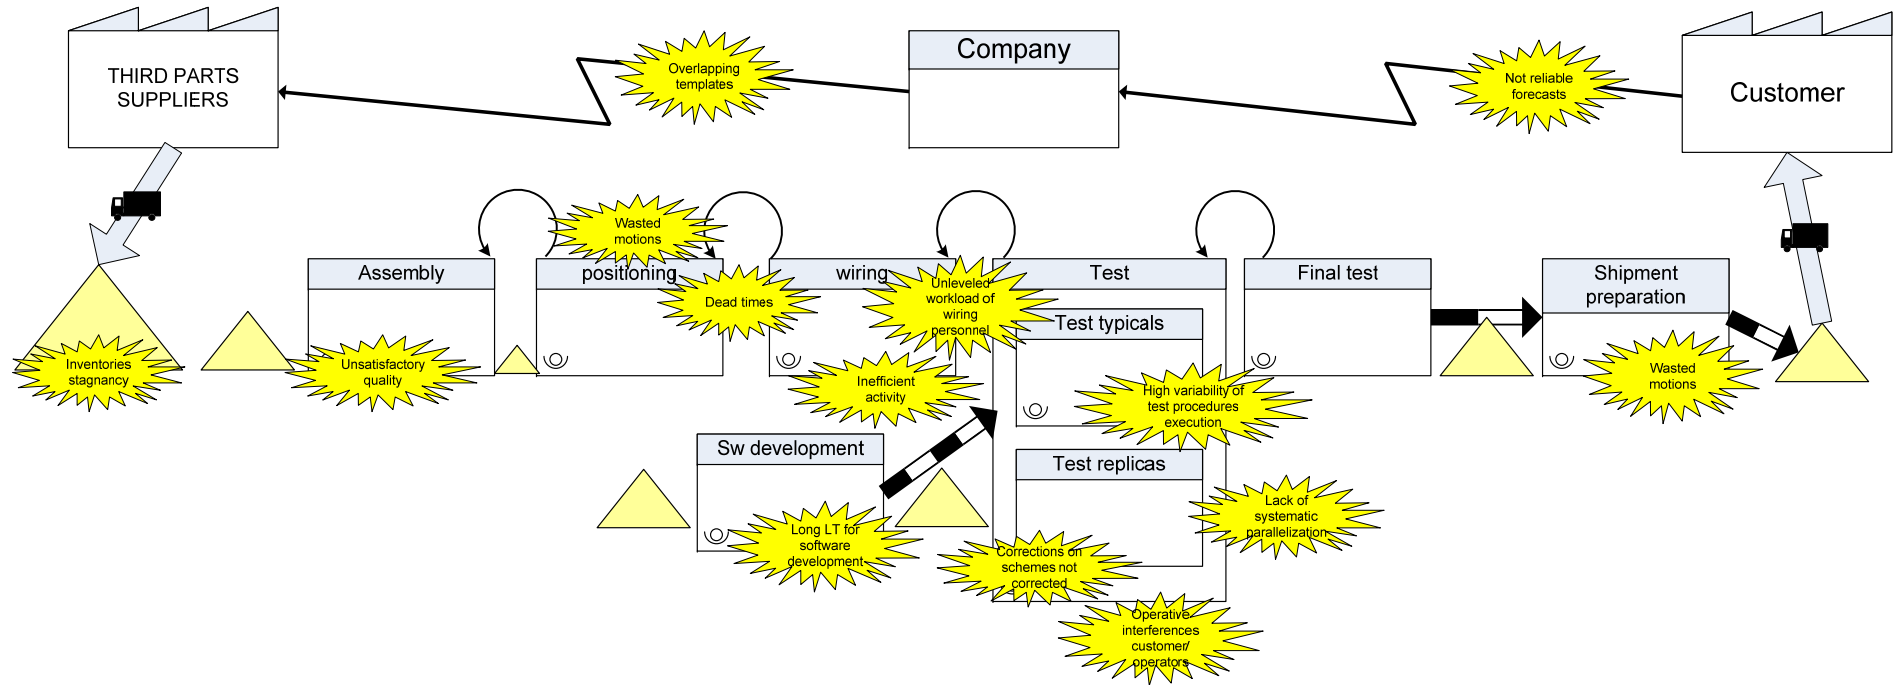 THIRD PARTS
SUPPLIERS
Overlapping
templates
Company
Not reliable
forecasts
Customer
Wasted
motions
Assembly
positioning
wiring
Test
Final test
Shipment
preparation
Dead times
Unleveled
workload of
wiring
personnel
Test typicals
Inventories
stagnancy
Unsatisfactory
quality
Inefficient
activity
High variability of
test procedures
execution
Wasted
motions
Sw development
Test replicas
Long LT for
software
development
Lack of
systematic
parallelization
Corrections on
schemes not
corrected
Operative
interferences
customer/
operators